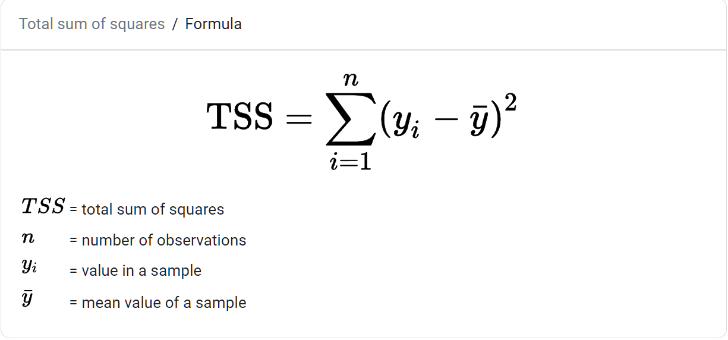 Total sum of squares / Formula
TSS = \sum_{i=1}^{n} (y_i − ȳ)^2
TSS = total sum of squares
n = number of observations
y_i = value in a sample
ȳ = mean value of a sample